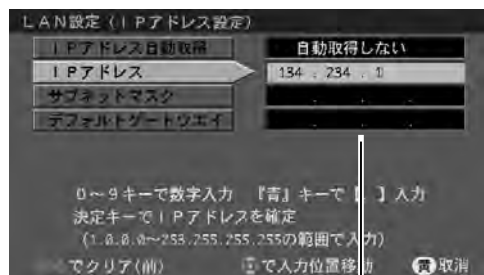 LAN設定(IPアドレス設定)
IPアドレス自動取得 自動取得しない
IPアドレス 134 . 234 . 1
サブネットマスク . . .
デフォルトゲートウエイ . . .
0～9キーで数字入力 『青』キーで【.】入力
決定キーでIPアドレスを確定
(1.0.0.0～253.255.255.255の範囲で入力)
でクリア(前) で入力位置移動 黄 取消